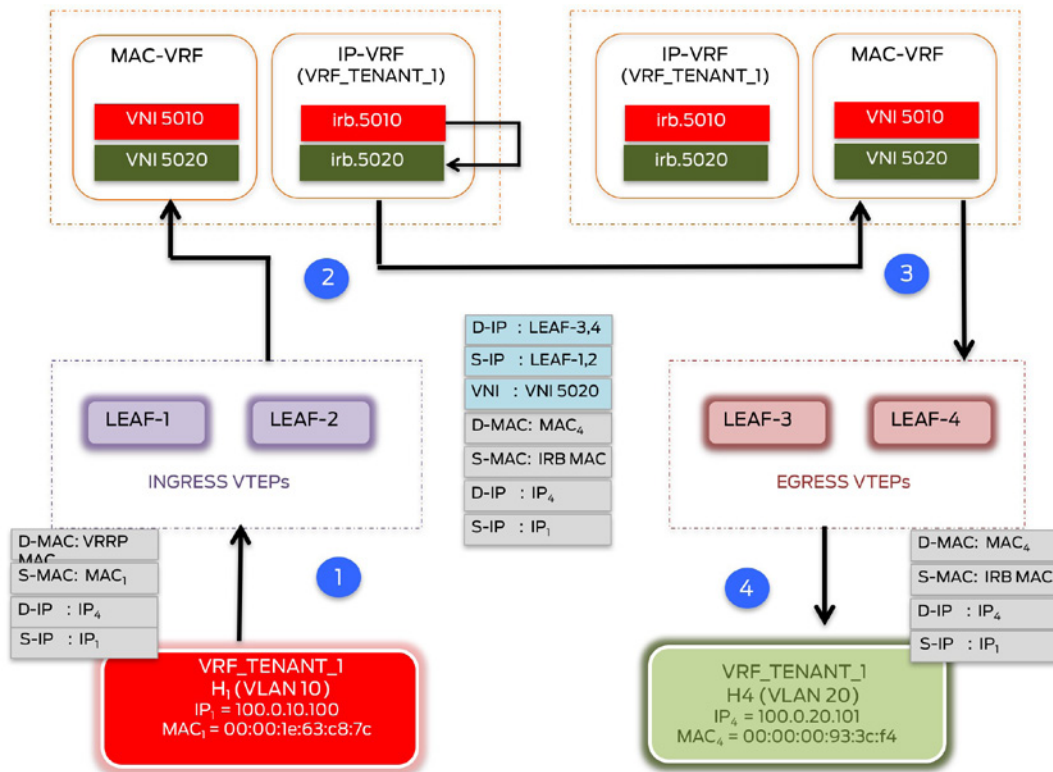 MAC-VRF
VNI 5010
VNI 5020
IP-VRF
(VRF_TENANT_1)
irb.5010
irb.5020
IP-VRF
(VRF_TENANT_1)
irb.5010
irb.5020
MAC-VRF
VNI 5010
VNI 5020
2
3
LEAF-1
LEAF-2
INGRESS VTEPs
D-IP : LEAF-3,4
S-IP : LEAF-1,2
VNI : VNI 5020
D-MAC: MAC₄
S-MAC: IRB MAC
D-IP : IP₄
S-IP : IP₁
LEAF-3
LEAF-4
EGRESS VTEPs
D-MAC: VRRP
MAC
S-MAC: MAC₁
D-IP : IP₄
S-IP : IP₁
1
4
D-MAC: MAC₄
S-MAC: IRB MAC
D-IP : IP₄
S-IP : IP₁
VRF_TENANT_1
H₁ (VLAN 10)
IP₁ = 100.0.10.100
MAC₁ = 00:00:1e:63:c8:7c
VRF_TENANT_1
H4 (VLAN 20)
IP₄ = 100.0.20.101
MAC₄ = 00:00:00:93:3c:f4